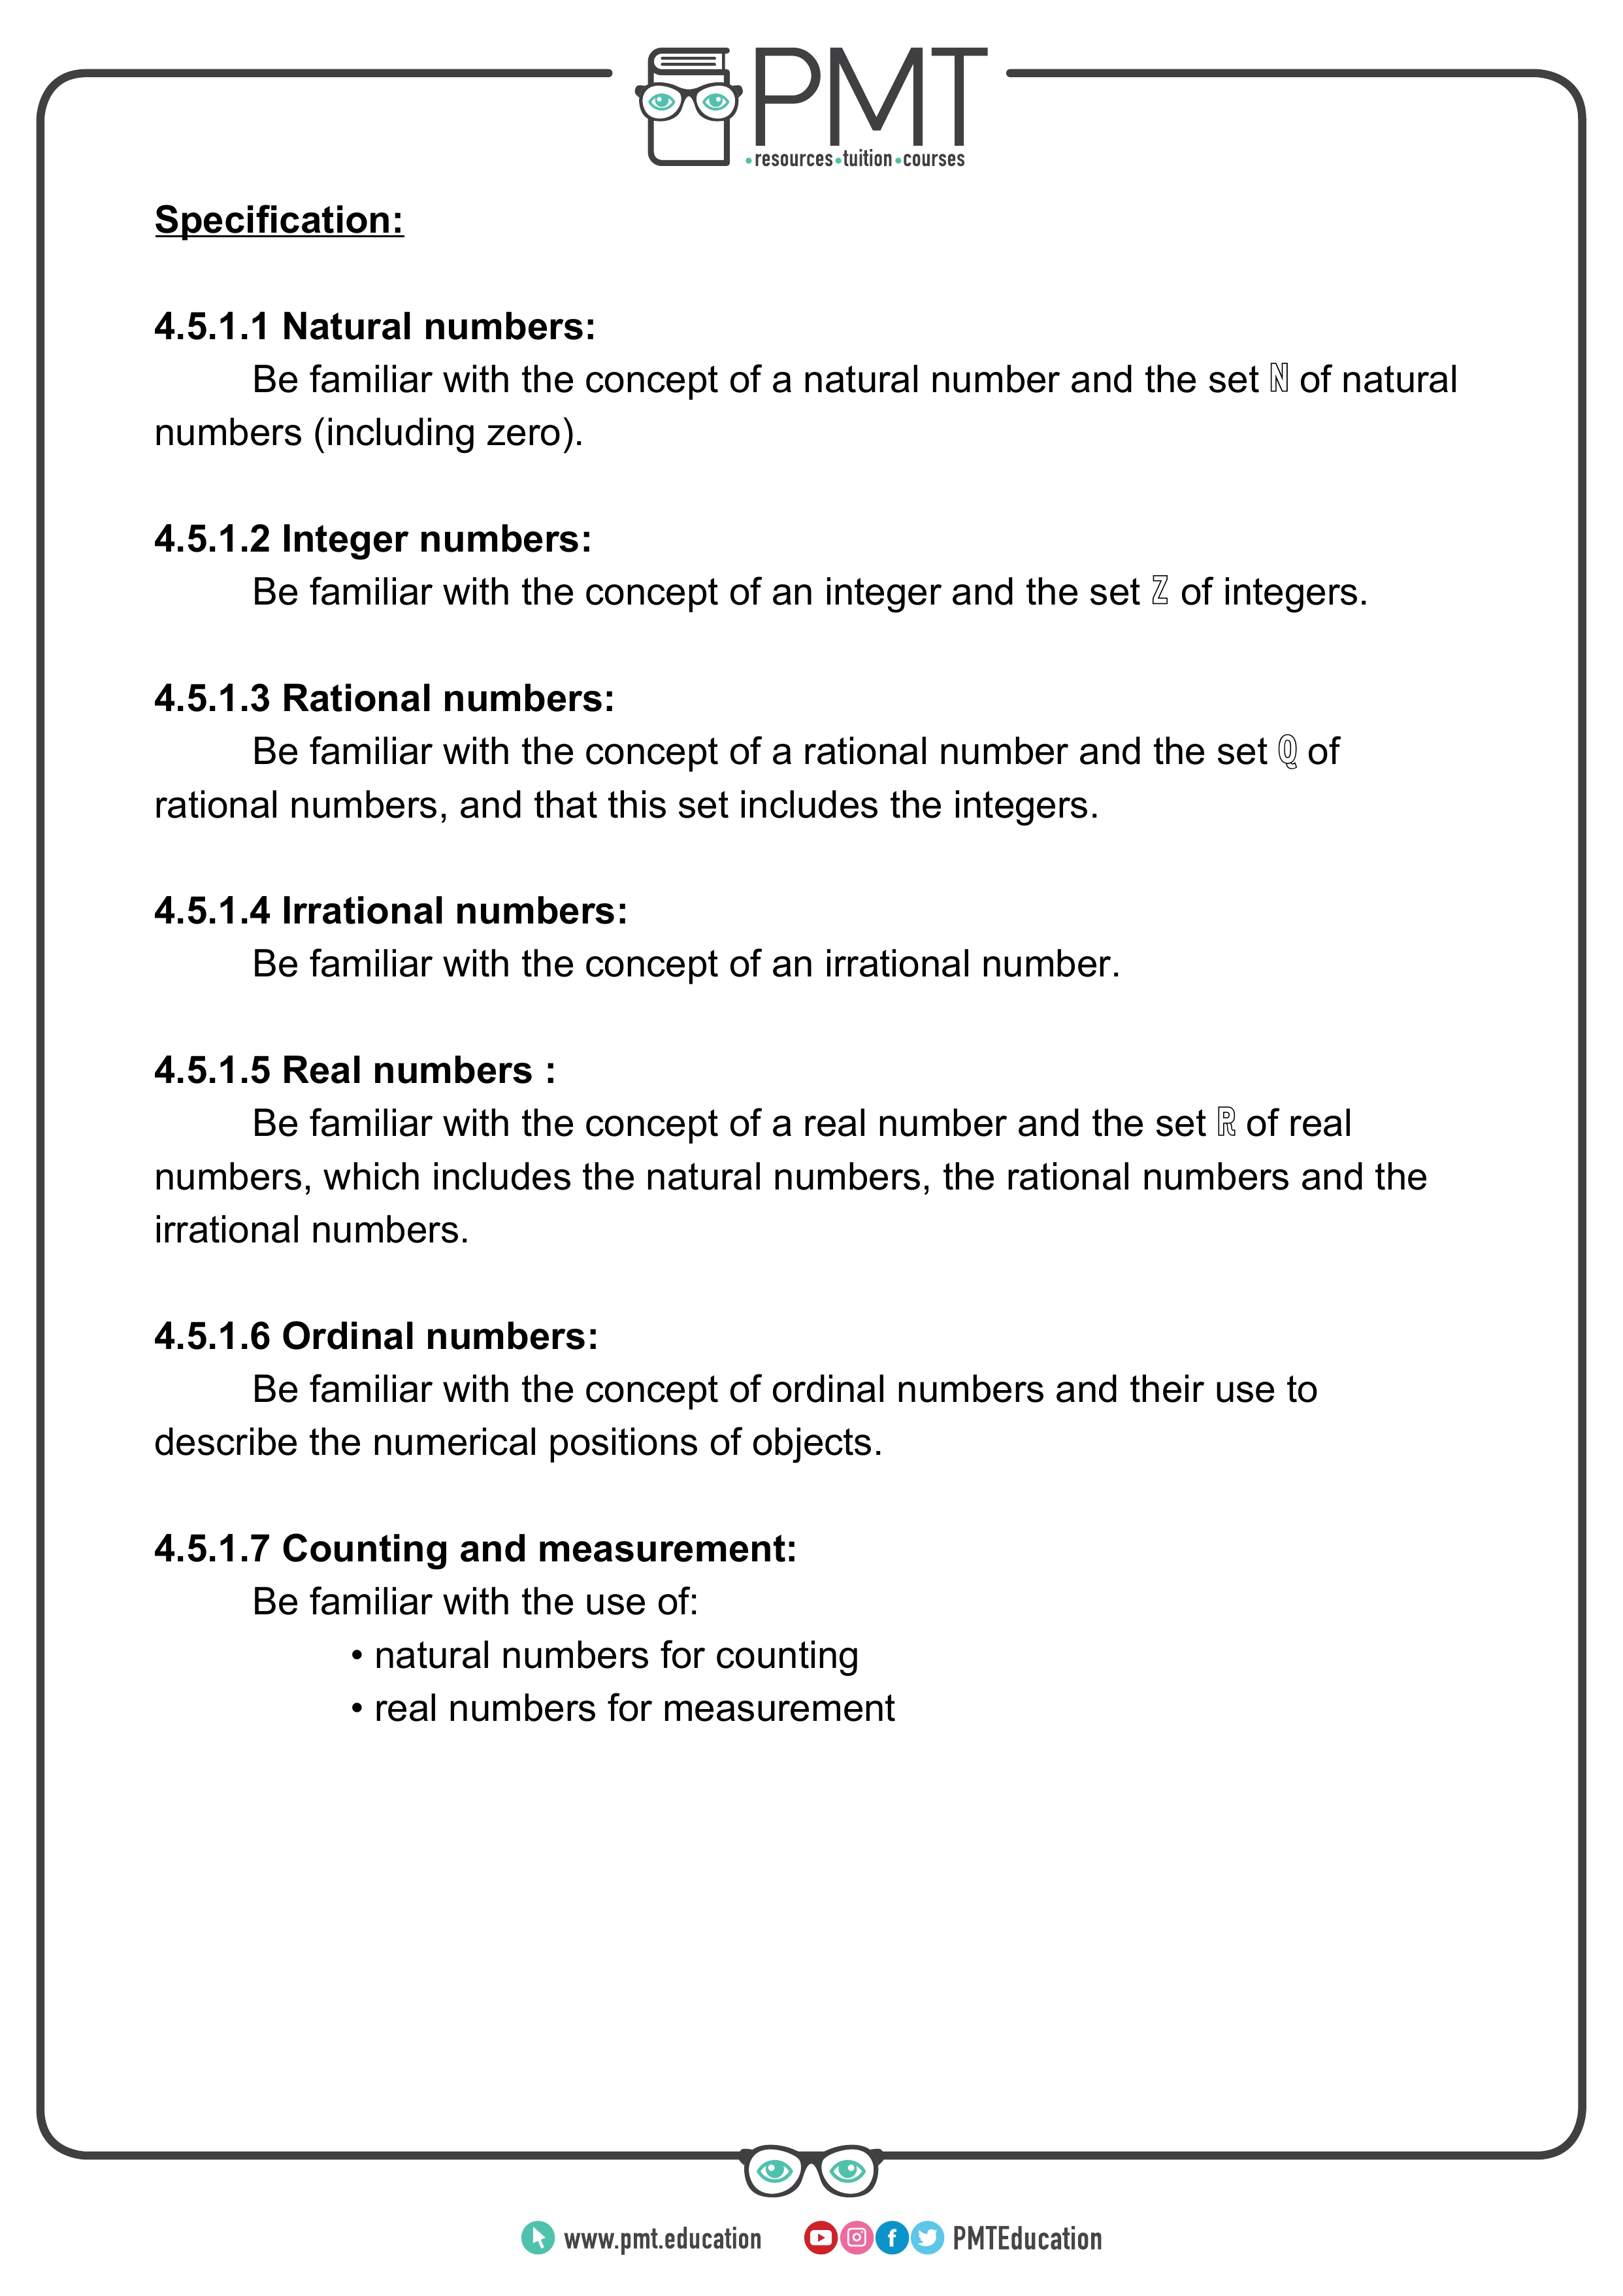 PMT
•resources•tuition•courses
Specification:
4.5.1.1 Natural numbers:
Be familiar with the concept of a natural number and the set ℕ of natural
numbers (including zero).
4.5.1.2 Integer numbers:
Be familiar with the concept of an integer and the set ℤ of integers.
4.5.1.3 Rational numbers:
Be familiar with the concept of a rational number and the set ℚ of
rational numbers, and that this set includes the integers.
4.5.1.4 Irrational numbers:
Be familiar with the concept of an irrational number.
4.5.1.5 Real numbers :
Be familiar with the concept of a real number and the set ℝ of real
numbers, which includes the natural numbers, the rational numbers and the
irrational numbers.
4.5.1.6 Ordinal numbers:
Be familiar with the concept of ordinal numbers and their use to
describe the numerical positions of objects.
4.5.1.7 Counting and measurement:
Be familiar with the use of:
• natural numbers for counting
• real numbers for measurement
www.pmt.education PMTEducation